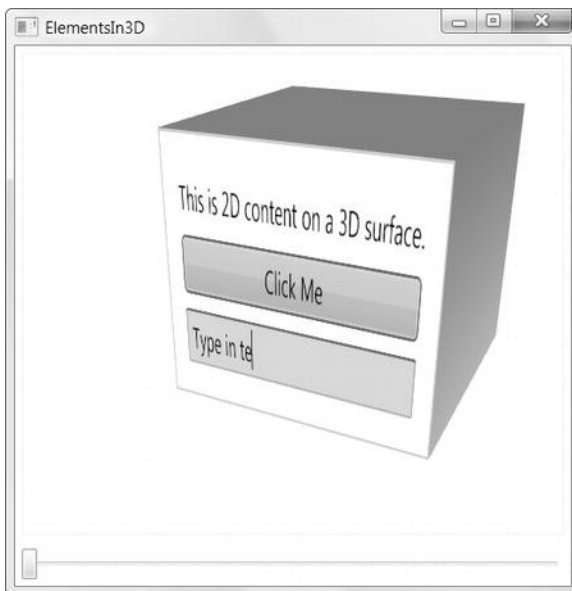 ElementsIn3D
This is 2D content on a 3D surface.
Click Me
Type in te